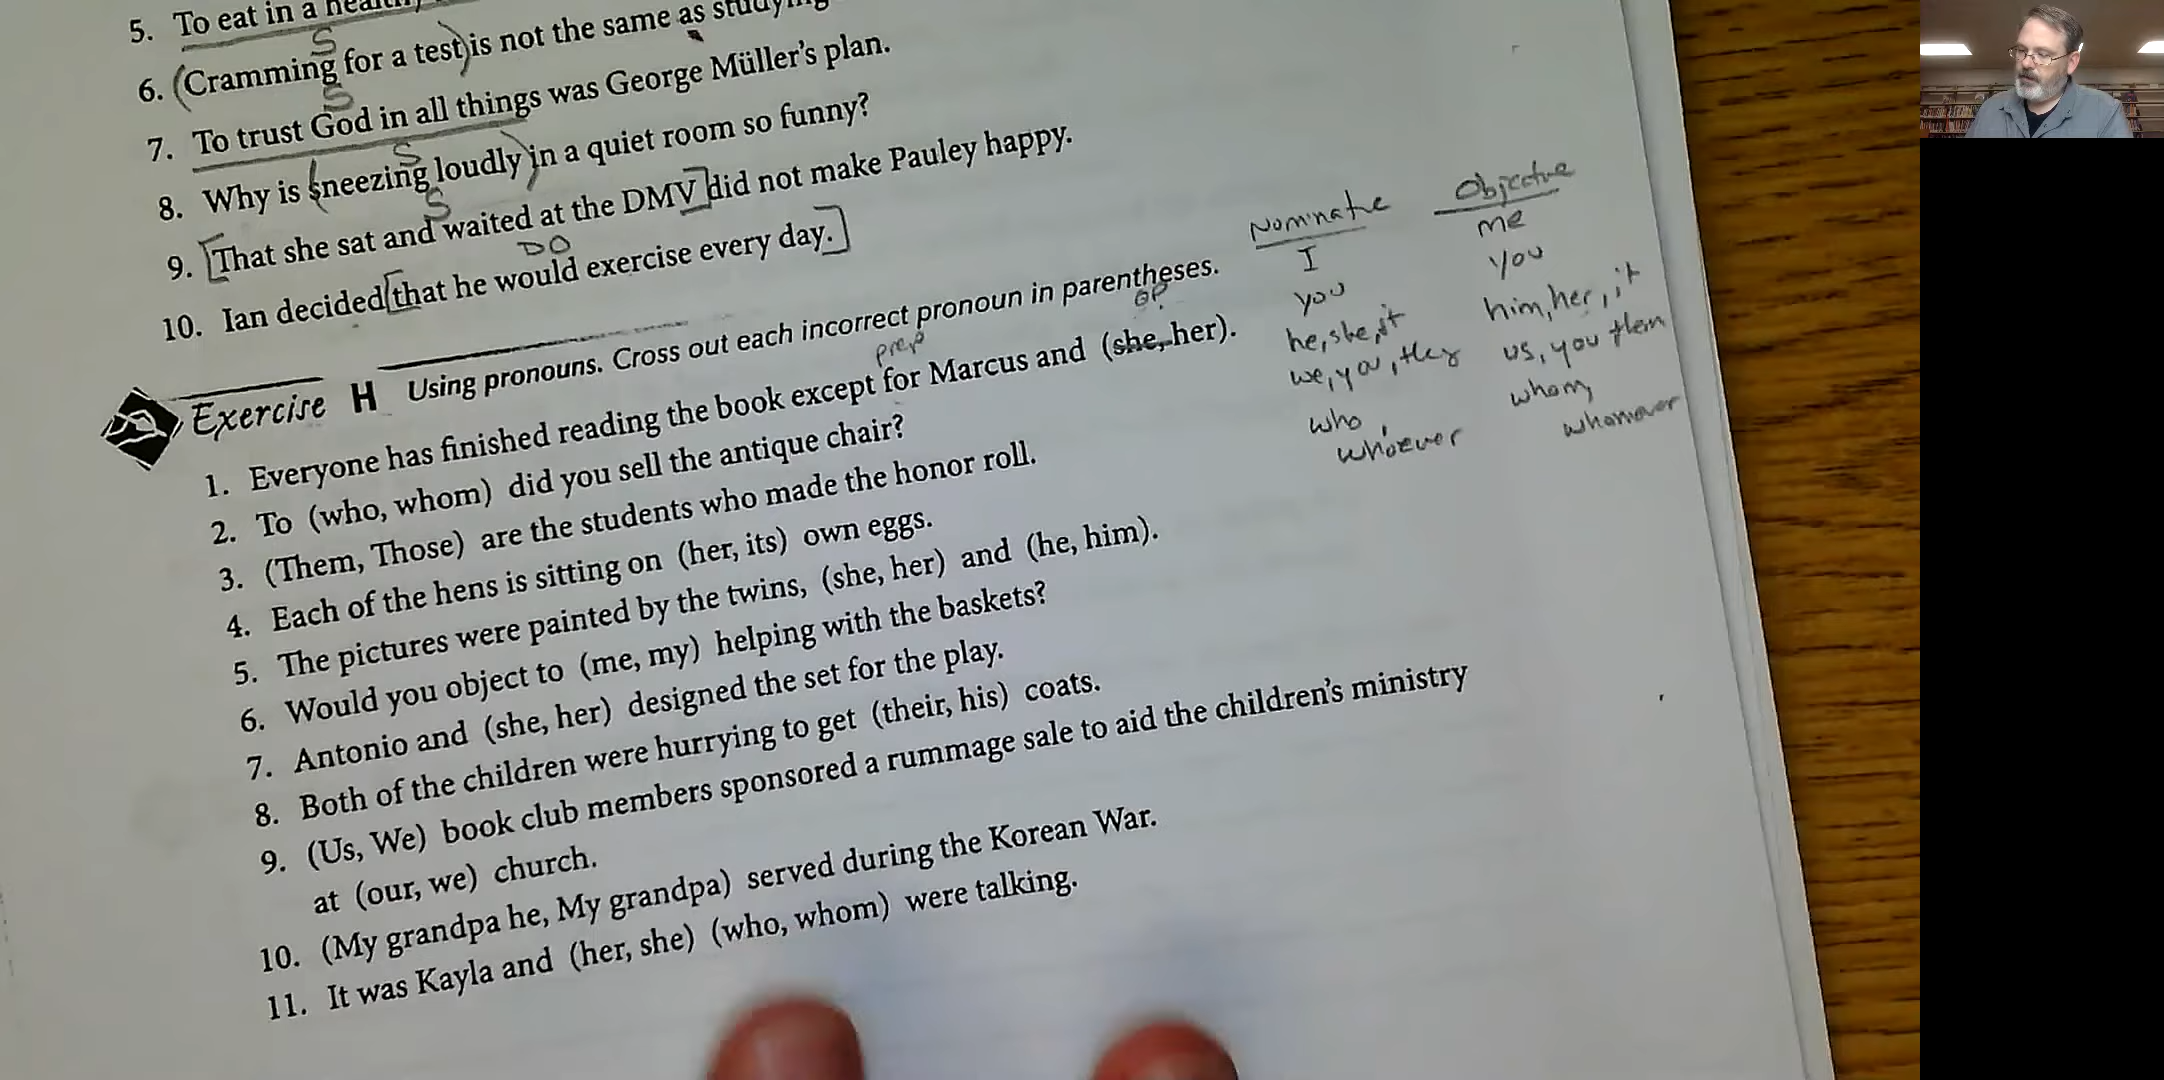 5. To eat in a
S
6. (Cramming for a test) is not the same as studying
S
7. To trust God in all things was George Müller's plan.
S
8. Why is (sneezing loudly) in a quiet room so funny?
S
9. [That she sat and waited at the DMV] did not make Pauley happy.
DO
10. Ian decided [that he would exercise every day.]
Nominative Objective
I me
you you
he, she, it him, her, it
we, you, they us, you them
who, whom,
whoever whomever
Exercise H Using pronouns. Cross out each incorrect pronoun in parentheses.
prep OP
1. Everyone has finished reading the book except for Marcus and (she, her).
2. To (who, whom) did you sell the antique chair?
3. (Them, Those) are the students who made the honor roll.
4. Each of the hens is sitting on (her, its) own eggs.
5. The pictures were painted by the twins, (she, her) and (he, him).
6. Would you object to (me, my) helping with the baskets?
7. Antonio and (she, her) designed the set for the play.
8. Both of the children were hurrying to get (their, his) coats.
9. (Us, We) book club members sponsored a rummage sale to aid the children's ministry
at (our, we) church.
10. (My grandpa he, My grandpa) served during the Korean War.
11. It was Kayla and (her, she) (who, whom) were talking.